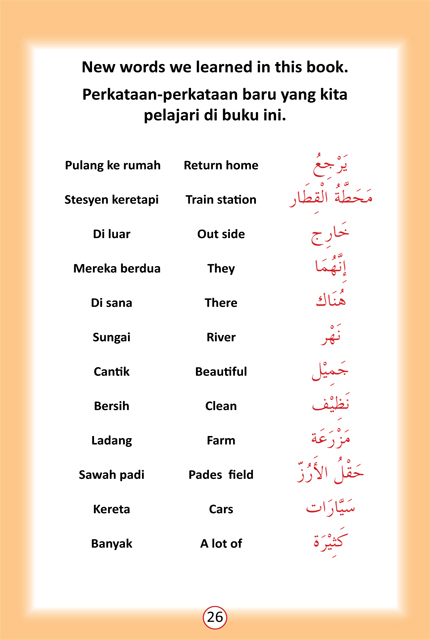 New words we learned in this book.
Perkataan-perkataan baru yang kita
pelajari di buku ini.
Pulang ke rumah Return home يَرْجِعُ
Stesyen keretapi Train station مَحَطَّةُ الْقِطَار
Di luar Out side خَارِج
Mereka berdua They إِنَّهُمَا
Di sana There هُنَاك
Sungai River نَهْر
Cantik Beautiful جَمِيْل
Bersih Clean نَظِيْف
Ladang Farm مَزْرَعَة
Sawah padi Pades field حَقْلُ الأَرُزّ
Kereta Cars سَيَّارَات
Banyak A lot of كَثِيْرَة
26